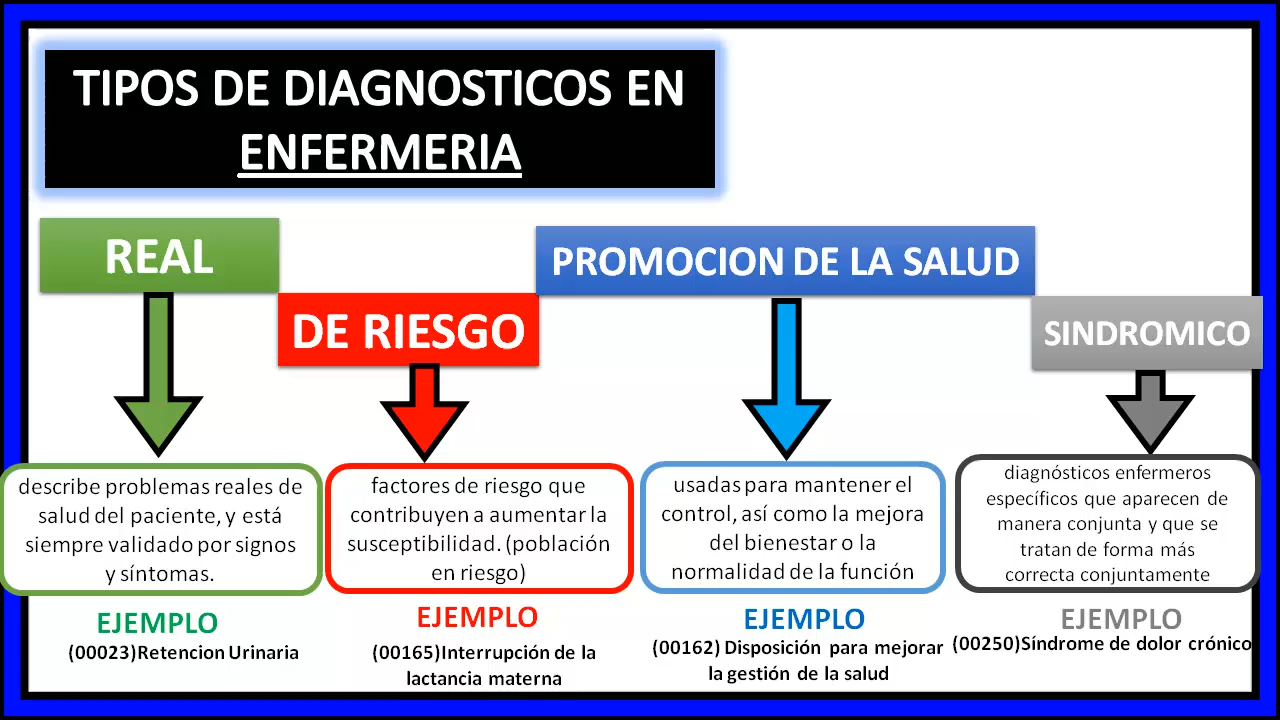 TIPOS DE DIAGNOSTICOS EN
ENFERMERIA
REAL
describe problemas reales de
salud del paciente, y está
siempre validado por signos
y síntomas.
EJEMPLO
(00023)Retencion Urinaria
DE RIESGO
factores de riesgo que
contribuyen a aumentar la
susceptibilidad. (población
en riesgo)
EJEMPLO
(00165)Interrupción de la
lactancia materna
PROMOCION DE LA SALUD
usadas para mantener el
control, así como la mejora
del bienestar o la
normalidad de la función
EJEMPLO
(00162) Disposición para mejorar
la gestión de la salud
SINDROMICO
diagnósticos enfermeros
específicos que aparecen de
manera conjunta y que se
tratan de forma más
correcta conjuntamente
EJEMPLO
(00250)Síndrome de dolor crónico